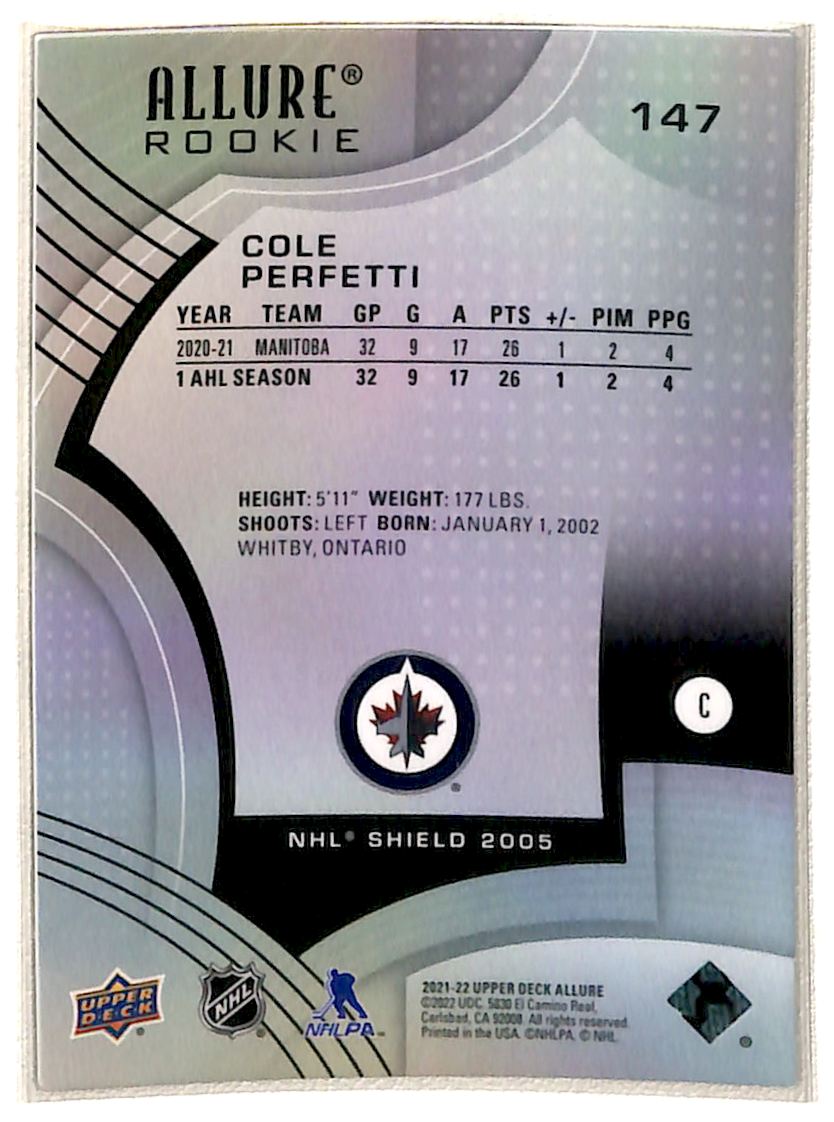 ALLURE®
ROOKIE
147
COLE
PERFETTI
YEAR TEAM GP G A PTS +/- PIM PPG
2020-21 MANITOBA 32 9 17 26 1 2 4
1 AHL SEASON 32 9 17 26 1 2 4
HEIGHT: 5'11" WEIGHT: 177 LBS.
SHOOTS: LEFT BORN: JANUARY 1, 2002
WHITBY, ONTARIO
C
®
NHL® SHIELD 2005
UPPER
DECK
®
NHL
®
NHLPA™
2021-22 UPPER DECK ALLURE
©2022 UDC. 5830 El Camino Real,
Carlsbad, CA 92008. All rights reserved.
Printed in the USA. ©NHLPA. © NHL.
®